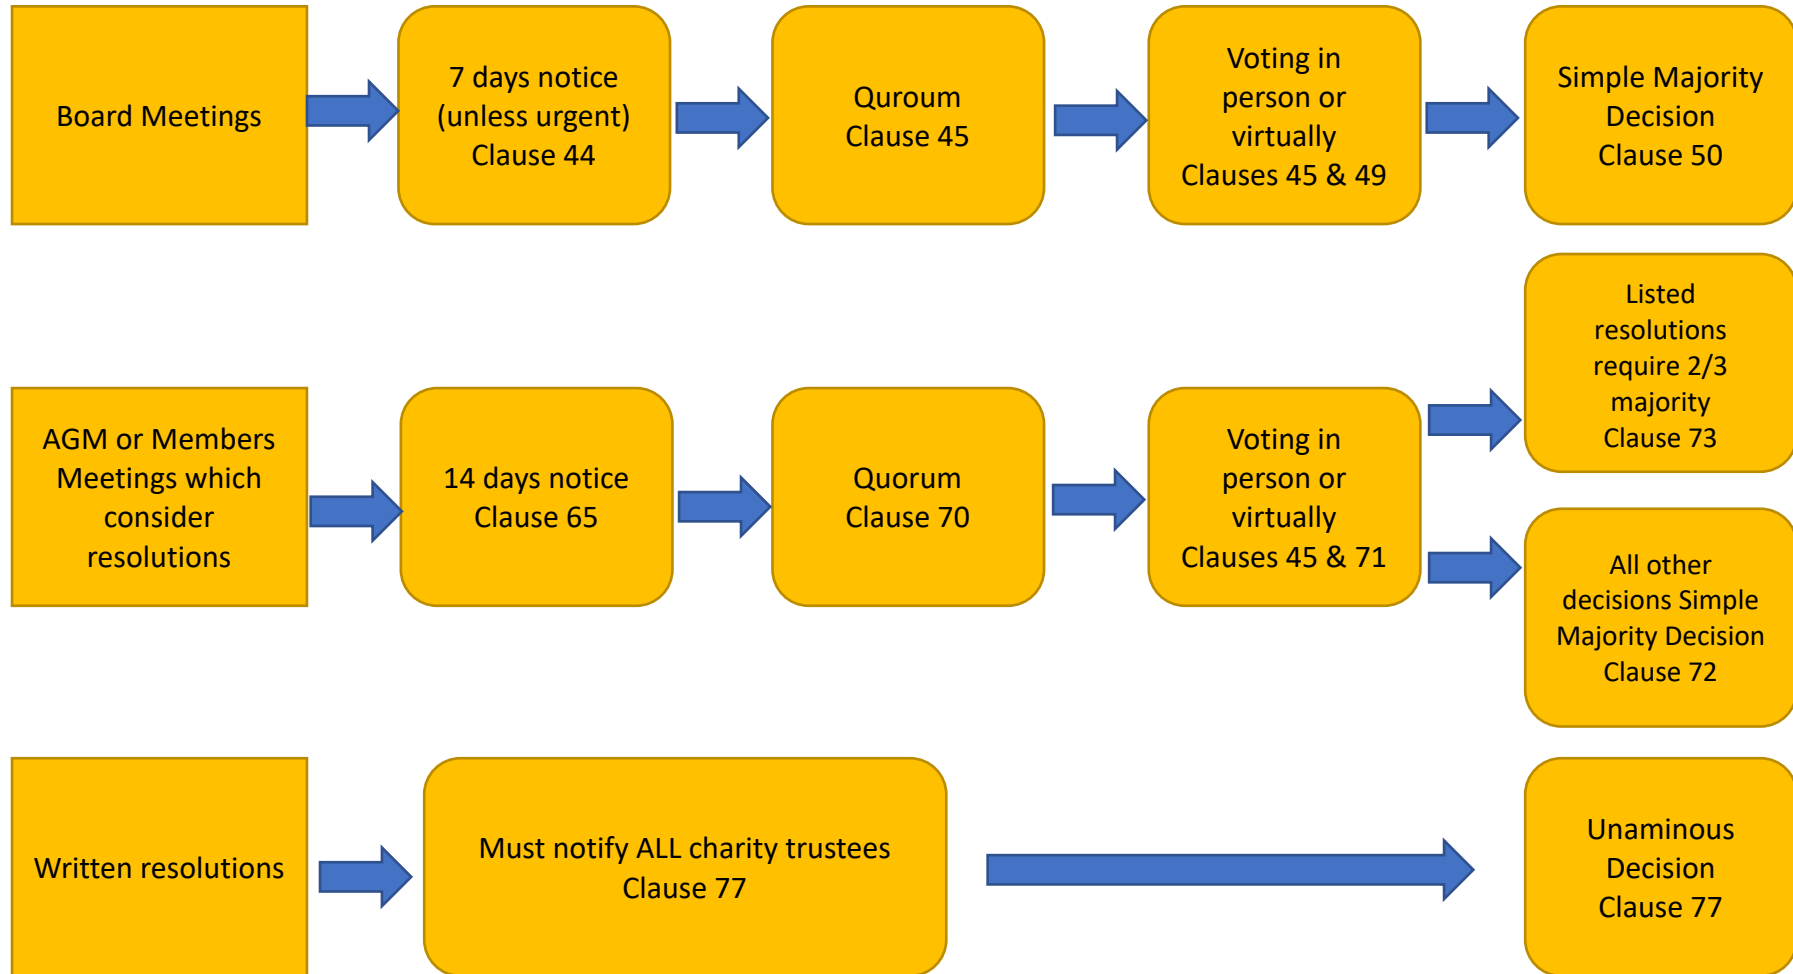 Board Meetings
7 days notice
(unless urgent)
Clause 44
Quroum
Clause 45
Voting in
person or
virtually
Clauses 45 & 49
Simple Majority
Decision
Clause 50
AGM or Members
Meetings which
consider
resolutions
14 days notice
Clause 65
Quorum
Clause 70
Voting in
person or
virtually
Clauses 45 & 71
Listed
resolutions
require 2/3
majority
Clause 73
All other
decisions Simple
Majority Decision
Clause 72
Written resolutions
Must notify ALL charity trustees
Clause 77
Unaminous
Decision
Clause 77